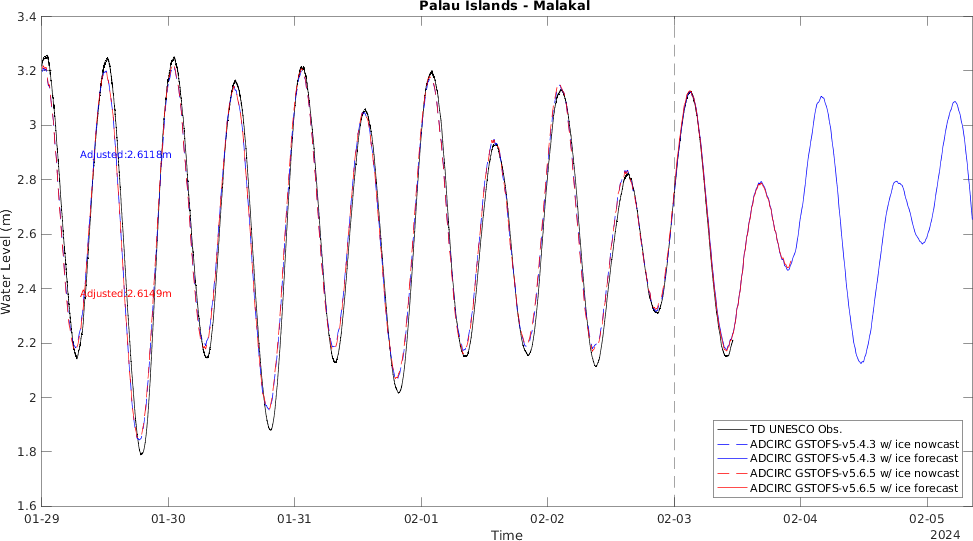 Palau Islands - Malakal
3.4
3.2
3
2.8
2.6
2.4
2.2
2
1.8
1.6
Water Level (m)
Adjusted:2.6118m
Adjusted:2.6149m
TD UNESCO Obs.
ADCIRC GSTOFS-v5.4.3 w/ ice nowcast
ADCIRC GSTOFS-v5.4.3 w/ ice forecast
ADCIRC GSTOFS-v5.6.5 w/ ice nowcast
ADCIRC GSTOFS-v5.6.5 w/ ice forecast
01-29 01-30 01-31 02-01 02-02 02-03 02-04 02-05
Time
2024